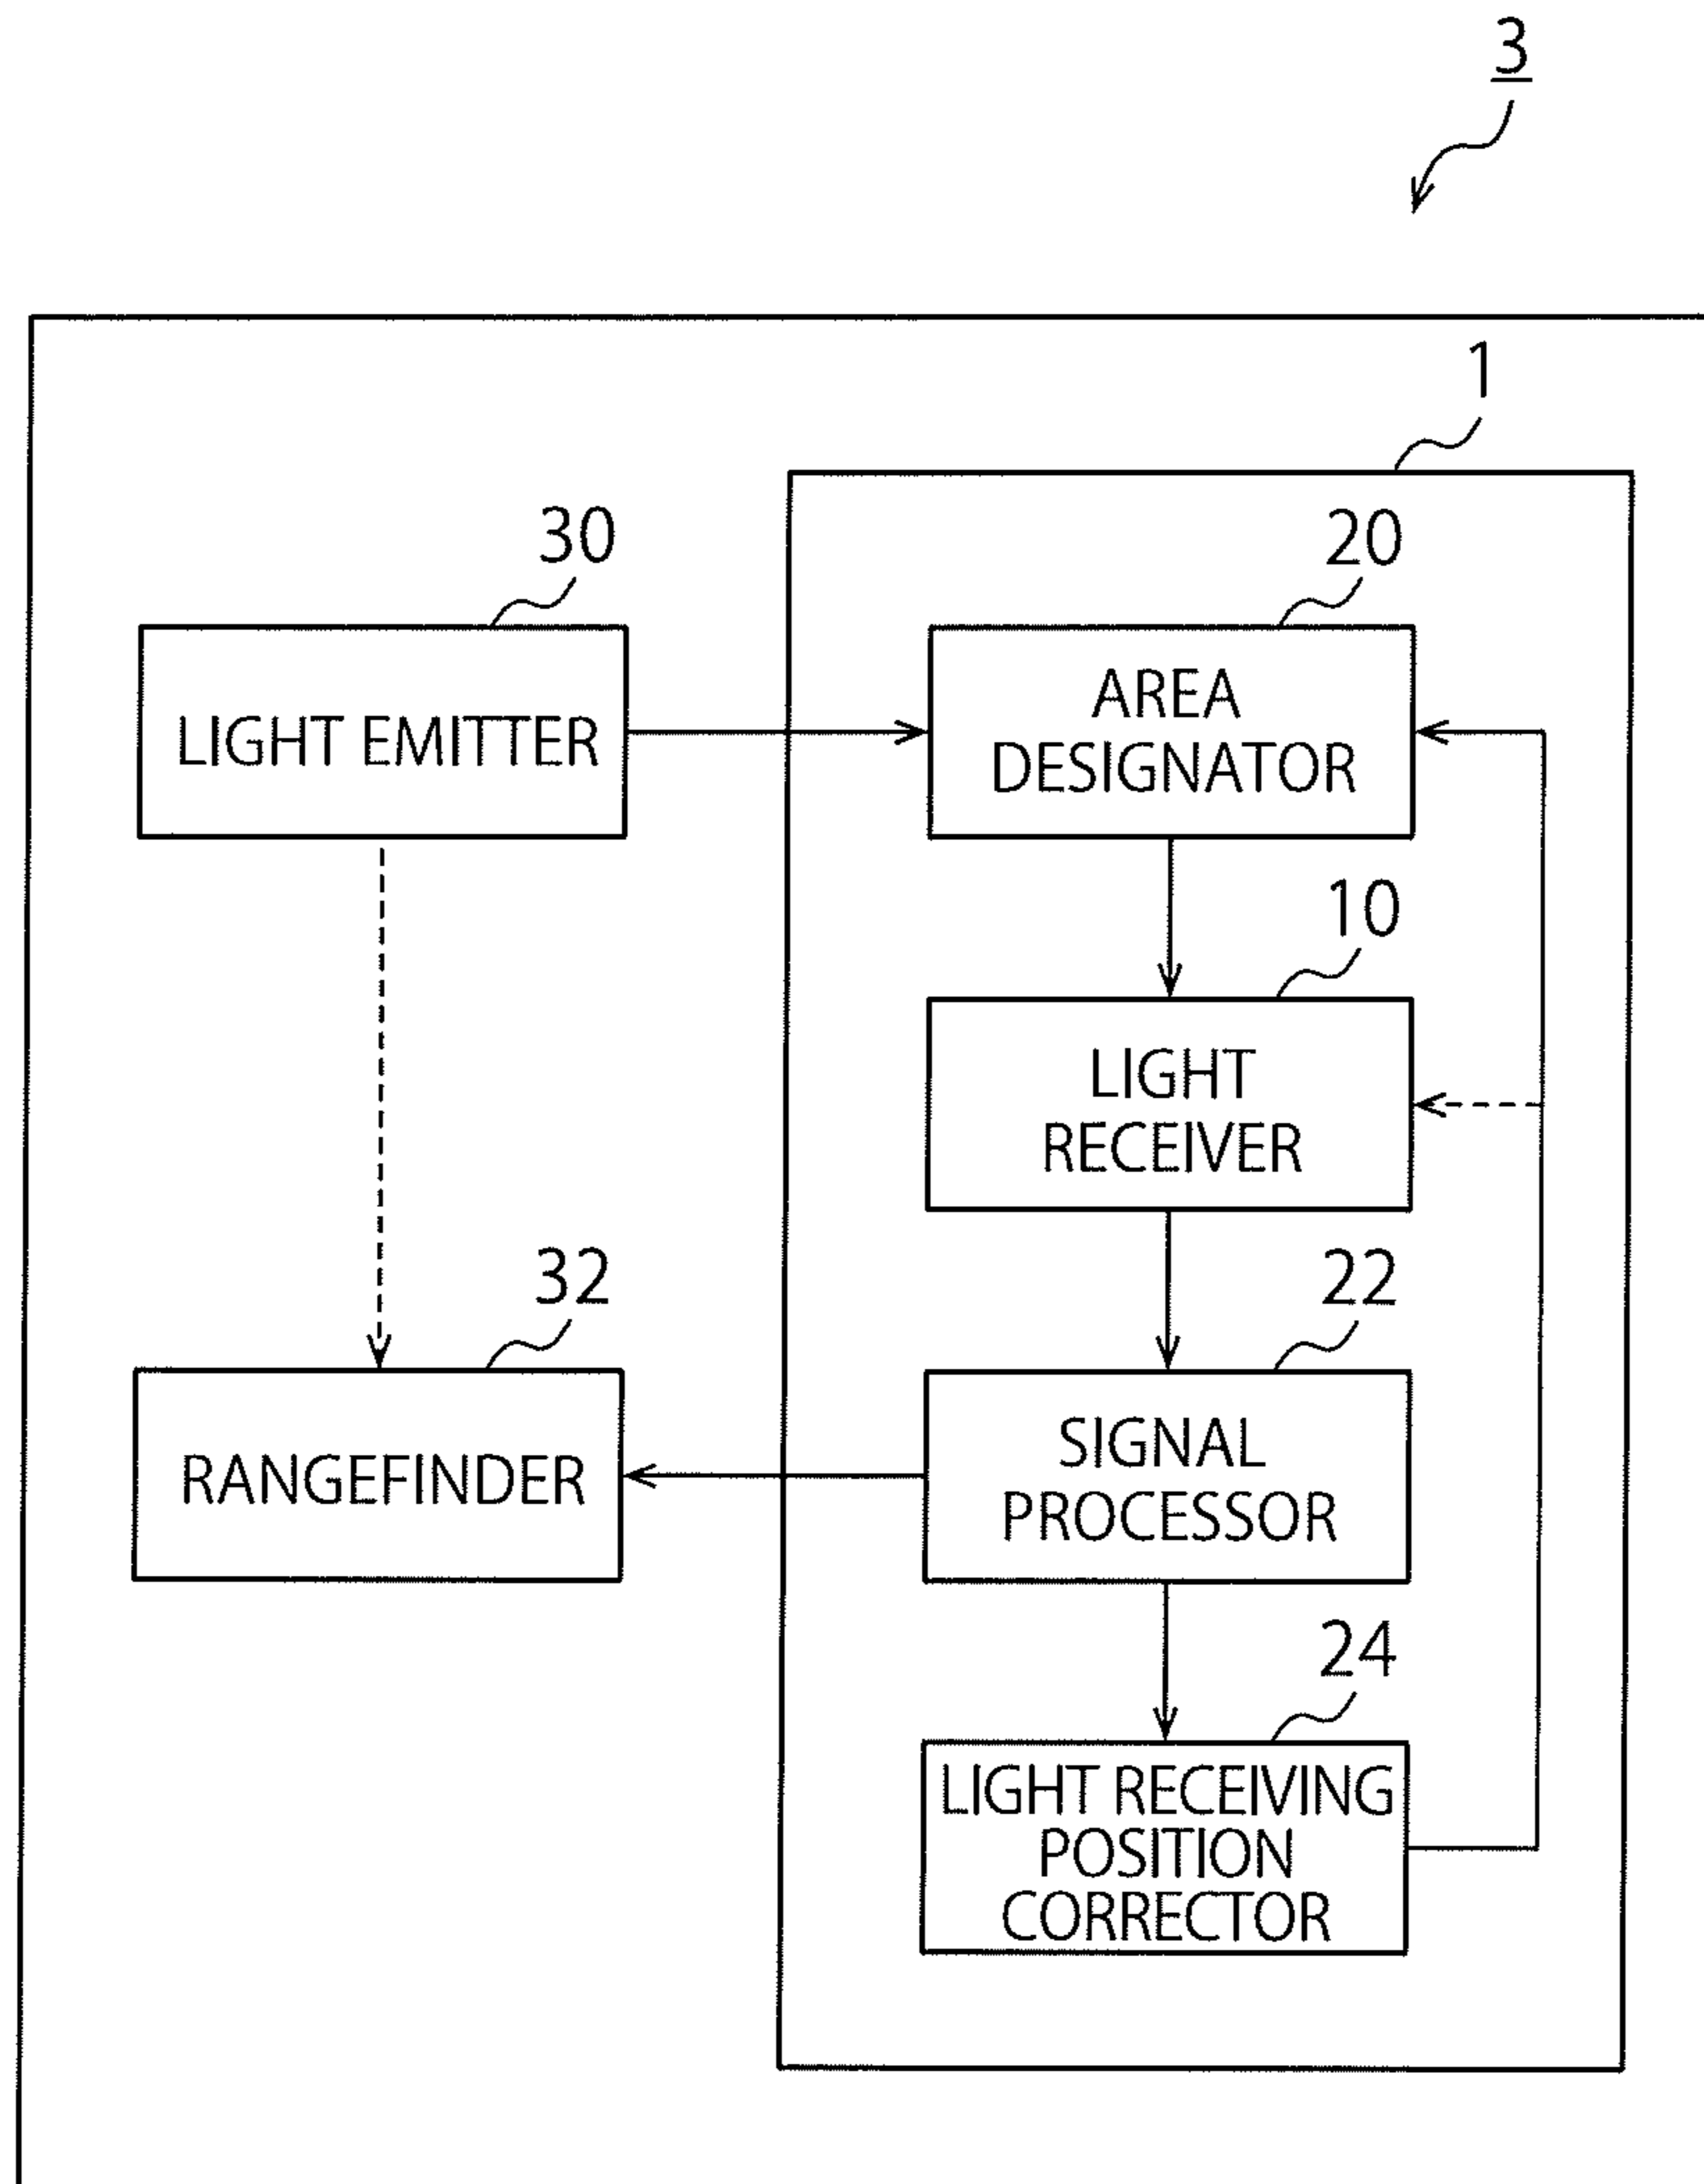 3
1
30
20
LIGHT EMITTER
AREA
DESIGNATOR
10
LIGHT
RECEIVER
32
22
RANGEFINDER
SIGNAL
PROCESSOR
24
LIGHT RECEIVING
POSITION
CORRECTOR